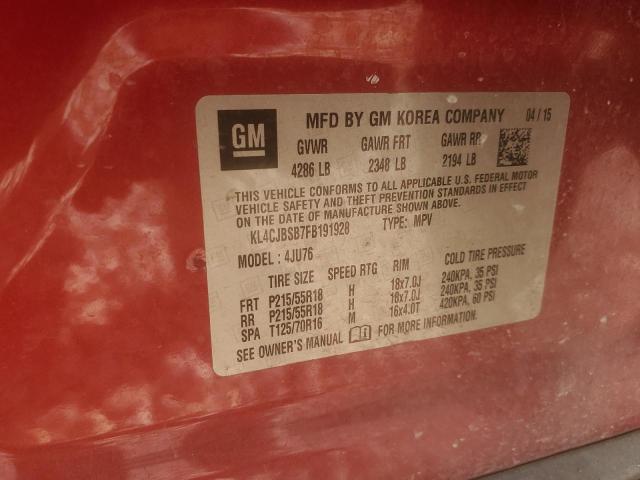 GM
MFD BY GM KOREA COMPANY 04 / 15
GVWR GAWR FRT GAWR RR
4286 LB 2348 LB 2194 LB
THIS VEHICLE CONFORMS TO ALL APPLICABLE U.S. FEDERAL MOTOR
VEHICLE SAFETY AND THEFT PREVENTION STANDARDS IN EFFECT
ON THE DATE OF MANUFACTURE SHOWN ABOVE.
KL4CJBSB7FB191928 TYPE: MPV
MODEL : 4JU76
TIRE SIZE SPEED RTG RIM COLD TIRE PRESSURE
FRT P215/55R18 H 18x7.0J 240KPA, 35 PSI
RR P215/55R18 H 18x7.0J 240KPA, 35 PSI
SPA T125/70R16 M 16x4.0T 420KPA, 60 PSI
SEE OWNER'S MANUAL FOR MORE INFORMATION.